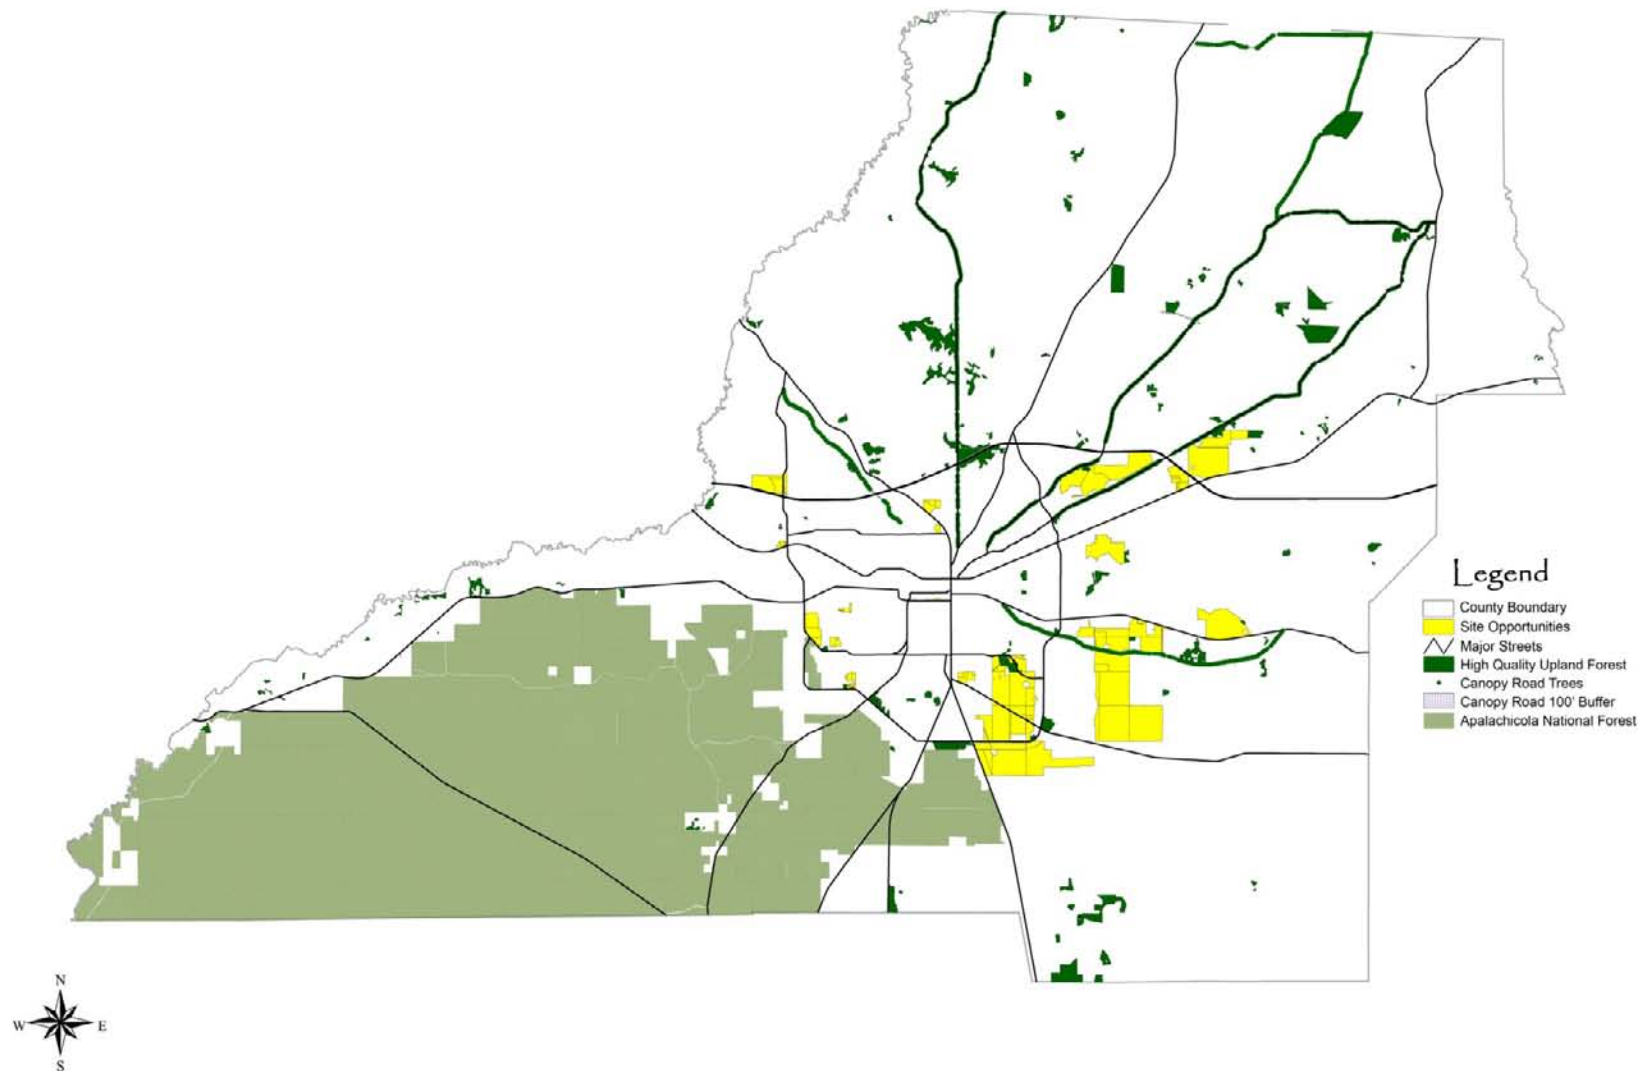 Legend
County Boundary
Site Opportunities
Major Streets
High Quality Upland Forest
Canopy Road Trees
Canopy Road 100' Buffer
Apalachicola National Forest
N
W E
S